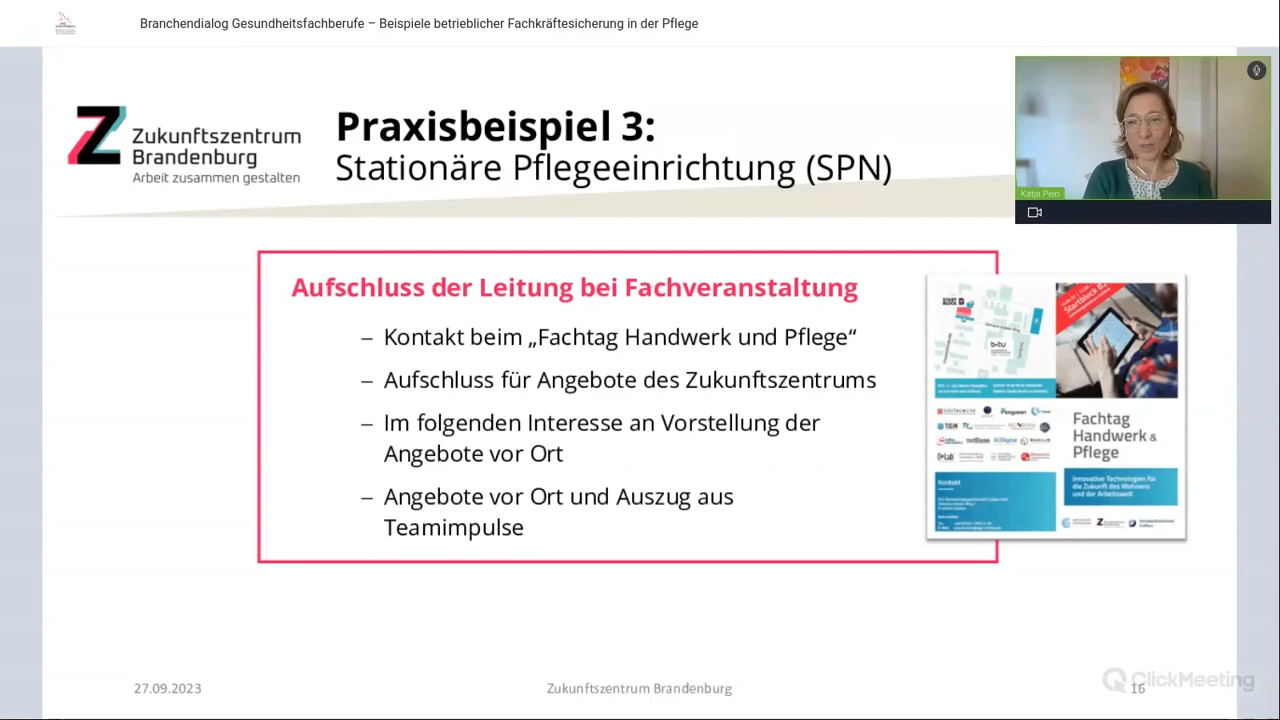 Branchendialog Gesundheitsfachberufe – Beispiele betrieblicher Fachkräftesicherung in der Pflege
Zukunftszentrum
Brandenburg
Arbeit zusammen gestalten
Praxisbeispiel 3:
Stationäre Pflegeeinrichtung (SPN)
Katja Pein
Aufschluss der Leitung bei Fachveranstaltung
– Kontakt beim „Fachtag Handwerk und Pflege“
– Aufschluss für Angebote des Zukunftszentrums
– Im folgenden Interesse an Vorstellung der
Angebote vor Ort
– Angebote vor Ort und Auszug aus
Teamimpulse
START
BLOCK B
b-tu
Fachtag
Handwerk &
Pflege
Innovative Technologien für
die Zukunft des Wohnens
und der Arbeitswelt
Kontakt
27.09.2023
Zukunftszentrum Brandenburg
16
ClickMeeting